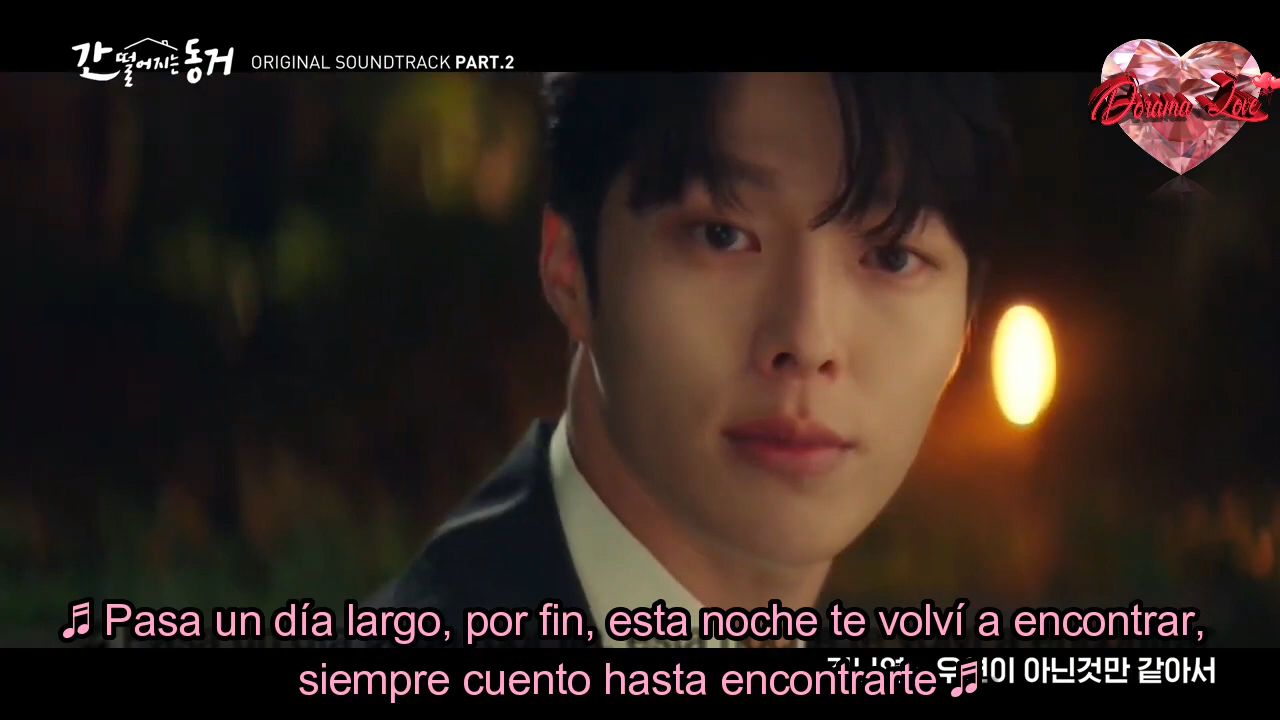 간 떨어지는 동거 ORIGINAL SOUNDTRACK PART.2
Dorama Love
♫ Pasa un día largo, por fin, esta noche te volví a encontrar,
siempre cuento hasta encontrarte ♫
아닌것만 같아서